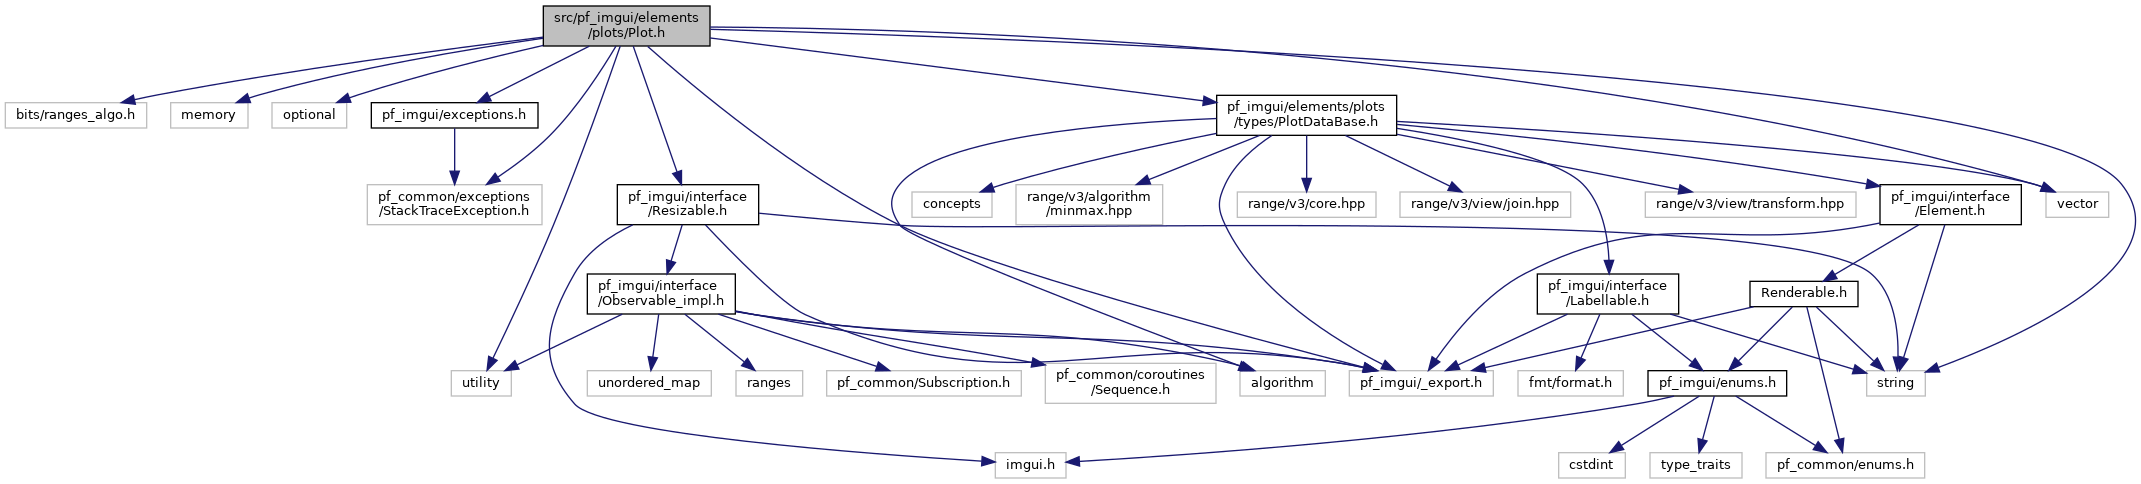 src/pf_imgui/elements
/plots/Plot.h
bits/ranges_algo.h
memory
optional
pf_imgui/exceptions.h
pf_imgui/elements/plots
/types/PlotDataBase.h
pf_common/exceptions
/StackTraceException.h
pf_imgui/interface
/Resizable.h
concepts
range/v3/algorithm
/minmax.hpp
range/v3/core.hpp
range/v3/view/join.hpp
range/v3/view/transform.hpp
pf_imgui/interface
/Element.h
vector
pf_imgui/interface
/Observable_impl.h
pf_imgui/interface
/Labellable.h
Renderable.h
utility
unordered_map
ranges
pf_common/Subscription.h
pf_common/coroutines
/Sequence.h
algorithm
pf_imgui/_export.h
fmt/format.h
pf_imgui/enums.h
string
imgui.h
cstdint
type_traits
pf_common/enums.h